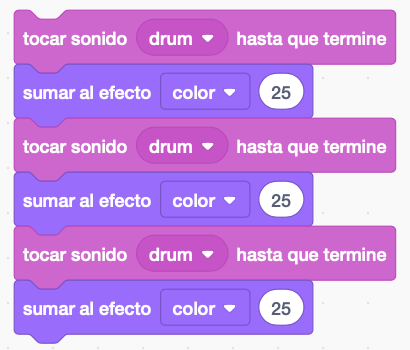 tocar sonido drum hasta que termine
sumar al efecto color 25
tocar sonido drum hasta que termine
sumar al efecto color 25
tocar sonido drum hasta que termine
sumar al efecto color 25